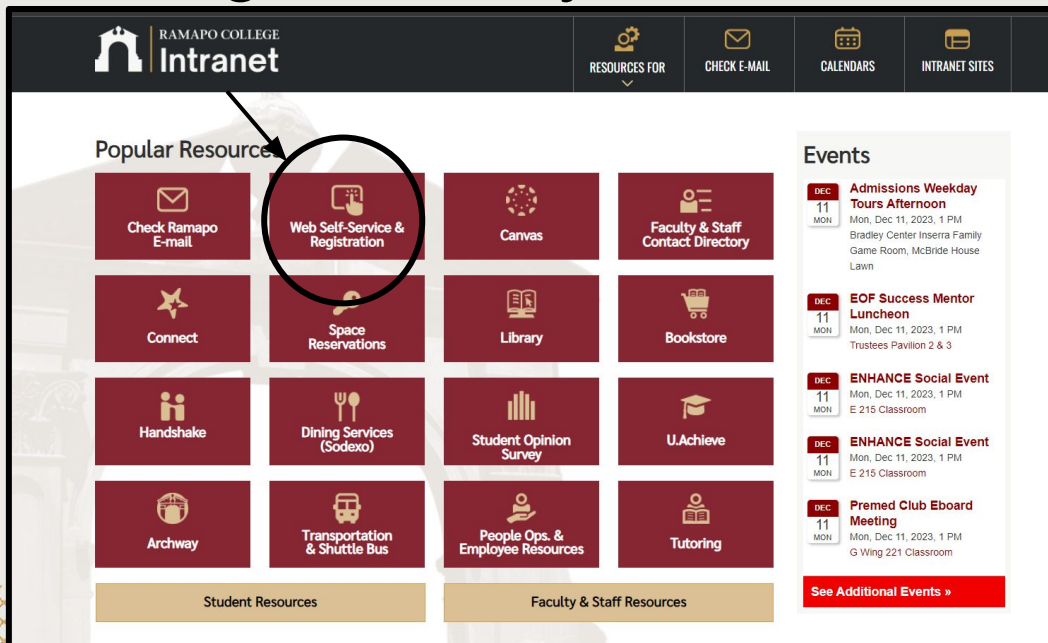 RAMAPO COLLEGE
Intranet
RESOURCES FOR
CHECK E-MAIL
CALENDARS
INTRANET SITES
Popular Resources
Check Ramapo
E-mail
Web Self-Service &
Registration
Canvas
Faculty & Staff
Contact Directory
Connect
Space
Reservations
Library
Bookstore
Handshake
Dining Services
(Sodexo)
Student Opinion
Survey
U.Achieve
Archway
Transportation
& Shuttle Bus
People Ops. &
Employee Resources
Tutoring
Student Resources
Faculty & Staff Resources
Events
DEC
11
MON
Admissions Weekday
Tours Afternoon
Mon, Dec 11, 2023, 1 PM
Bradley Center Inserra Family
Game Room, McBride House
Lawn
DEC
11
MON
EOF Success Mentor
Luncheon
Mon, Dec 11, 2023, 1 PM
Trustees Pavilion 2 & 3
DEC
11
MON
ENHANCE Social Event
Mon, Dec 11, 2023, 1 PM
E 215 Classroom
DEC
11
MON
ENHANCE Social Event
Mon, Dec 11, 2023, 1 PM
E 215 Classroom
DEC
11
MON
Premed Club Eboard
Meeting
Mon, Dec 11, 2023, 1 PM
G Wing 221 Classroom
See Additional Events »